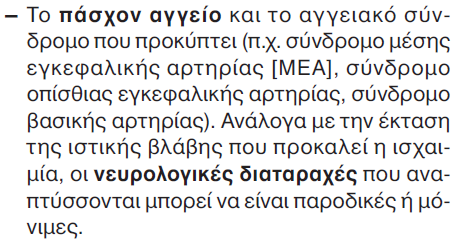 – Το πάσχον αγγείο και το αγγειακό σύν-
δρομο που προκύπτει (π.χ. σύνδρομο μέσης
εγκεφαλικής αρτηρίας [ΜΕΑ], σύνδρομο
οπίσθιας εγκεφαλικής αρτηρίας, σύνδρομο
βασικής αρτηρίας). Ανάλογα με την έκταση
της ιστικής βλάβης που προκαλεί η ισχαι-
μία, οι νευρολογικές διαταραχές που ανα-
πτύσσονται μπορεί να είναι παροδικές ή μό-
νιμες.